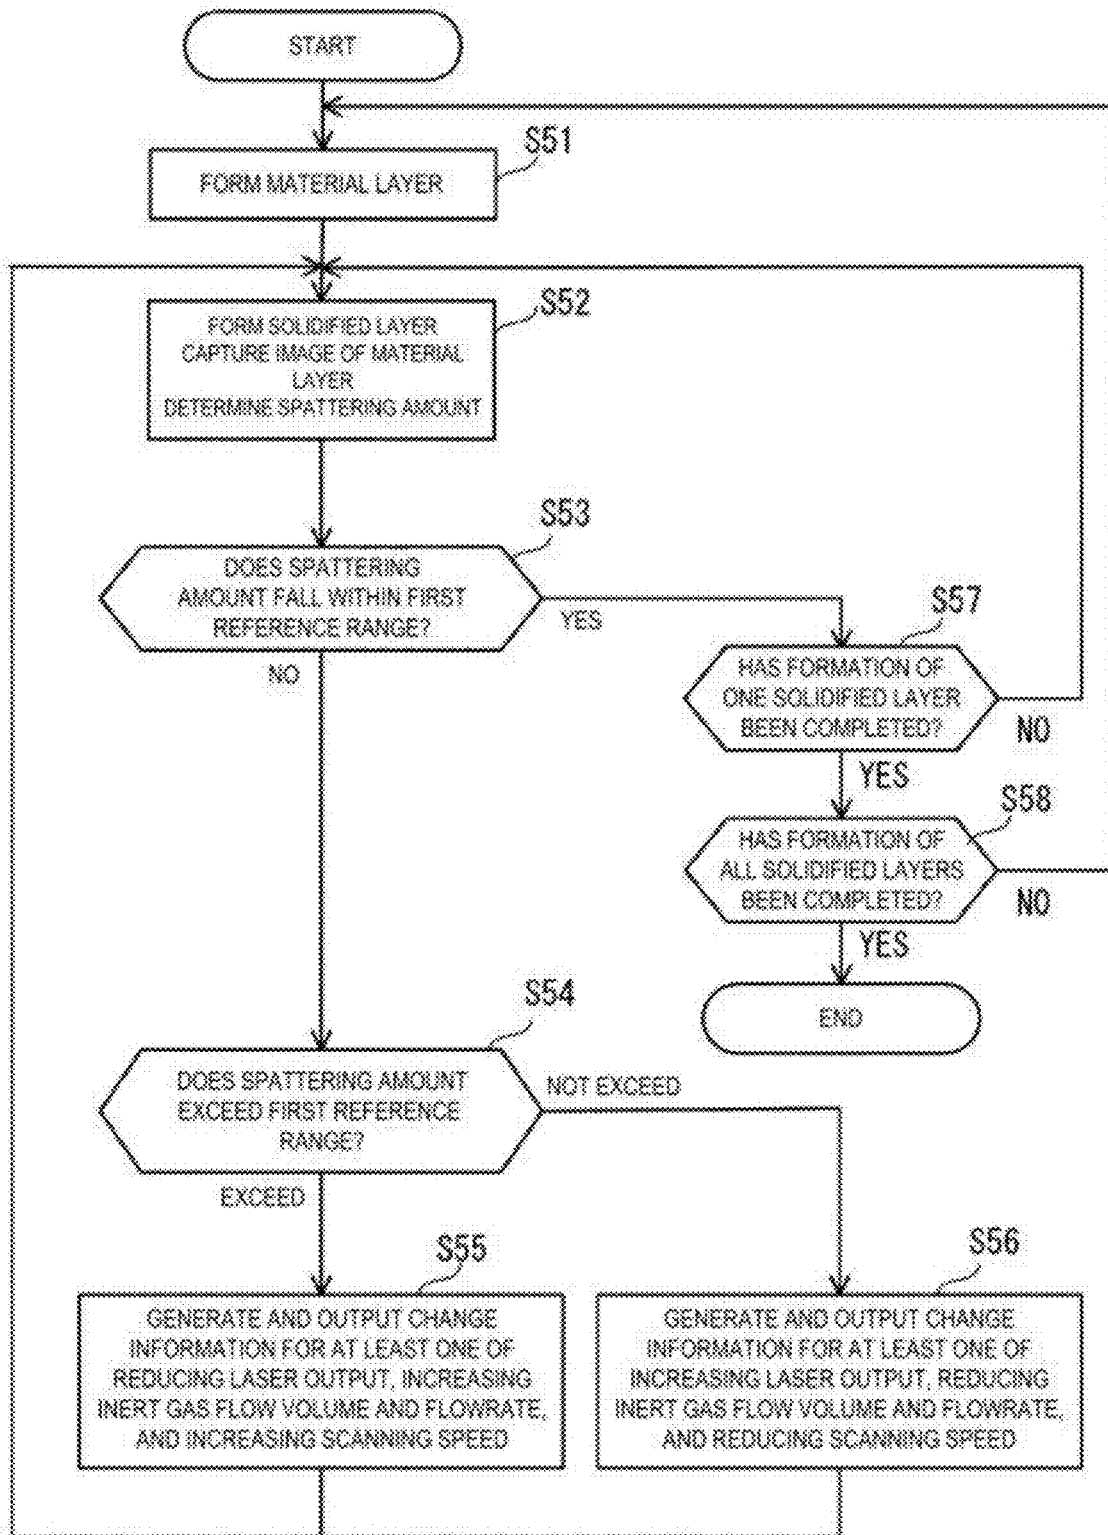 START
S51
FORM MATERIAL LAYER
S52
FORM SOLIDIFIED LAYER
CAPTURE IMAGE OF MATERIAL
LAYER
DETERMINE SPATTERING AMOUNT
S53
DOES SPATTERING
AMOUNT FALL WITHIN FIRST
REFERENCE RANGE?
YES
NO
S57
HAS FORMATION OF
ONE SOLIDIFIED LAYER
BEEN COMPLETED?
NO
YES
S58
HAS FORMATION OF
ALL SOLIDIFIED LAYERS
BEEN COMPLETED?
NO
YES
END
S54
DOES SPATTERING AMOUNT
EXCEED FIRST REFERENCE
RANGE?
NOT EXCEED
EXCEED
S55
GENERATE AND OUTPUT CHANGE
INFORMATION FOR AT LEAST ONE OF
REDUCING LASER OUTPUT, INCREASING
INERT GAS FLOW VOLUME AND FLOWRATE,
AND INCREASING SCANNING SPEED
S56
GENERATE AND OUTPUT CHANGE
INFORMATION FOR AT LEAST ONE OF
INCREASING LASER OUTPUT, REDUCING
INERT GAS FLOW VOLUME AND FLOWRATE,
AND REDUCING SCANNING SPEED